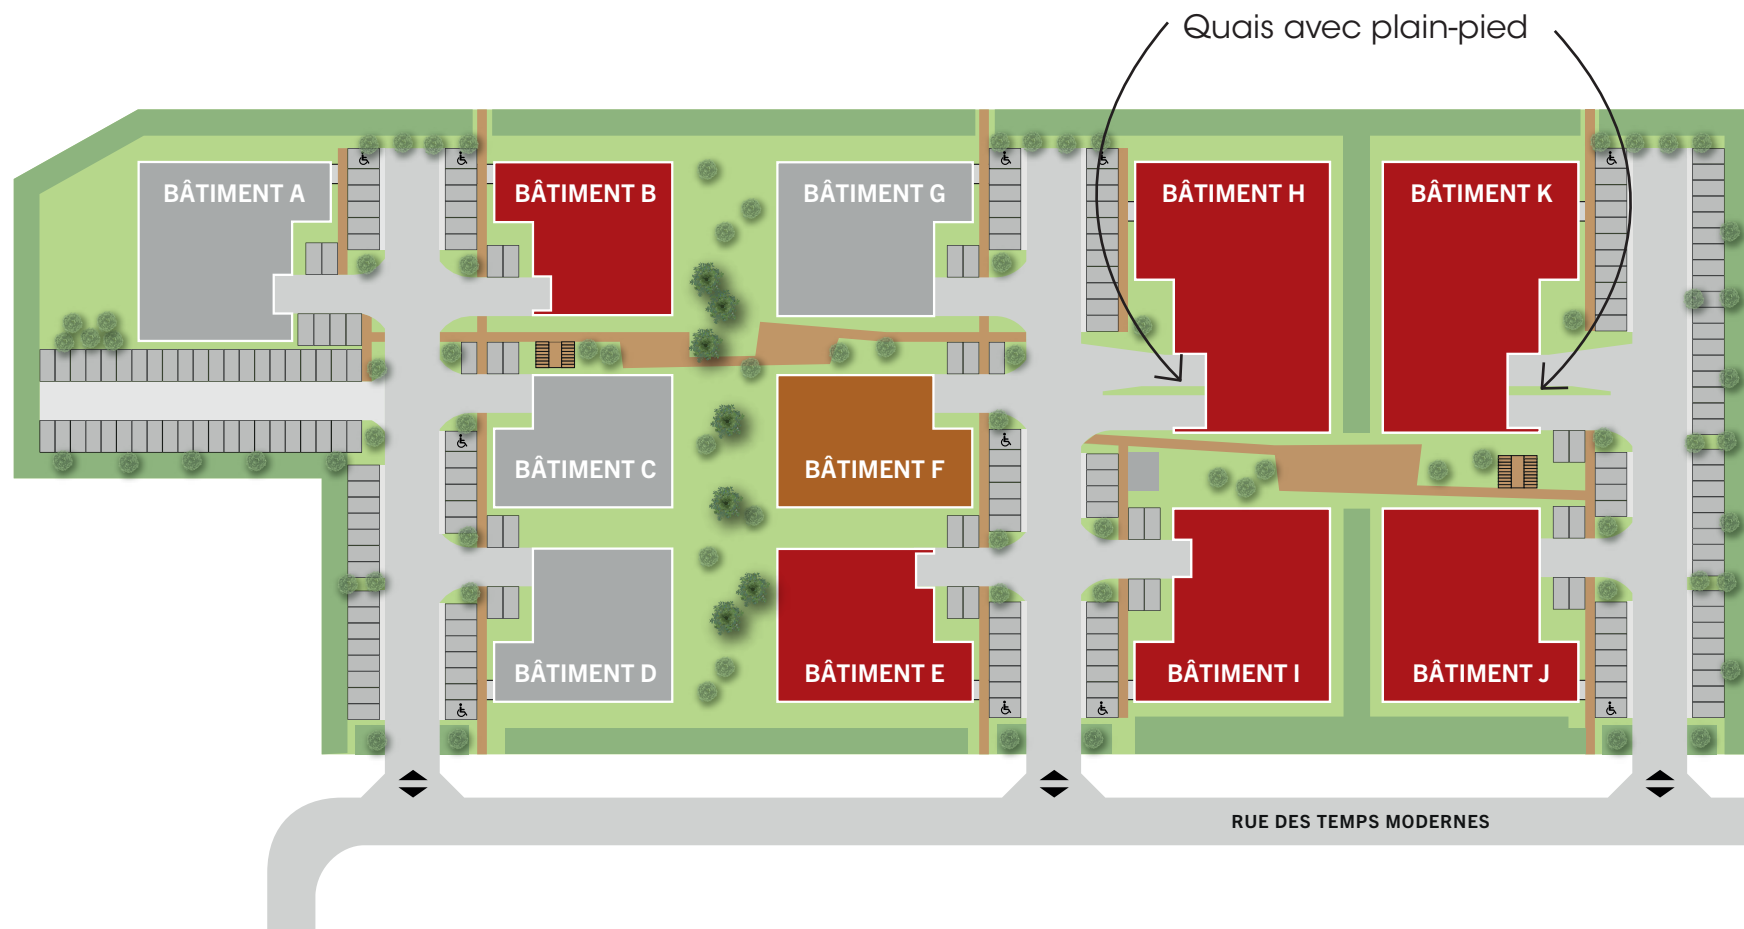 Quais avec plain-pied
BÂTIMENT A
BÂTIMENT B
BÂTIMENT G
BÂTIMENT H
BÂTIMENT K
BÂTIMENT C
BÂTIMENT F
BÂTIMENT D
BÂTIMENT E
BÂTIMENT I
BÂTIMENT J
RUE DES TEMPS MODERNES